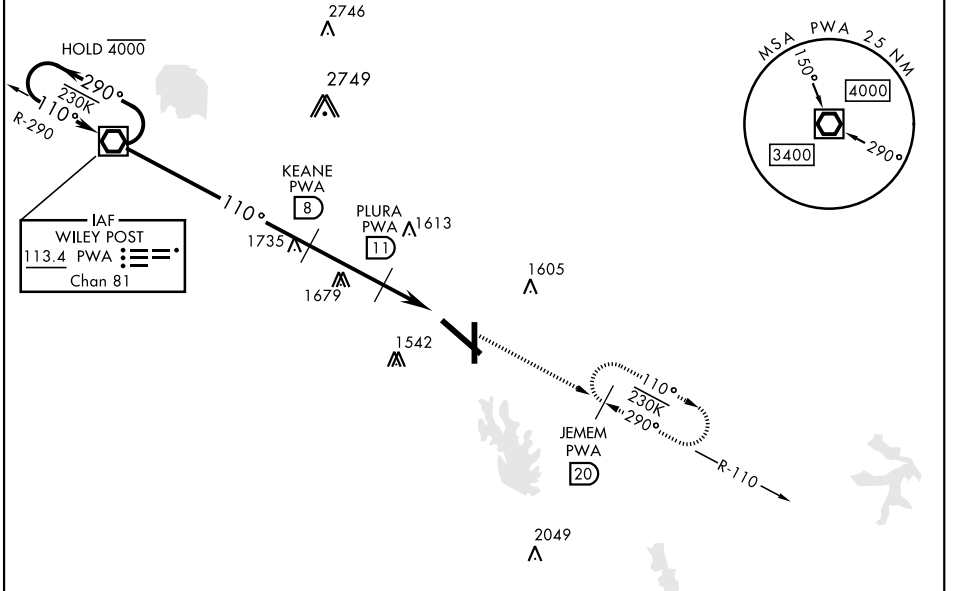 2746
HOLD 4000
290°
230K
110°
R-290
2749
MSA PWA 25 NM
150°
4000
3400
290°
110°
KEANE
PWA
8
PLURA
PWA
11
1613
1735
IAF
WILEY POST
113.4 PWA
Chan 81
1679
1605
1542
110°
230K
290°
JEMEM
PWA
20
R-110
2049